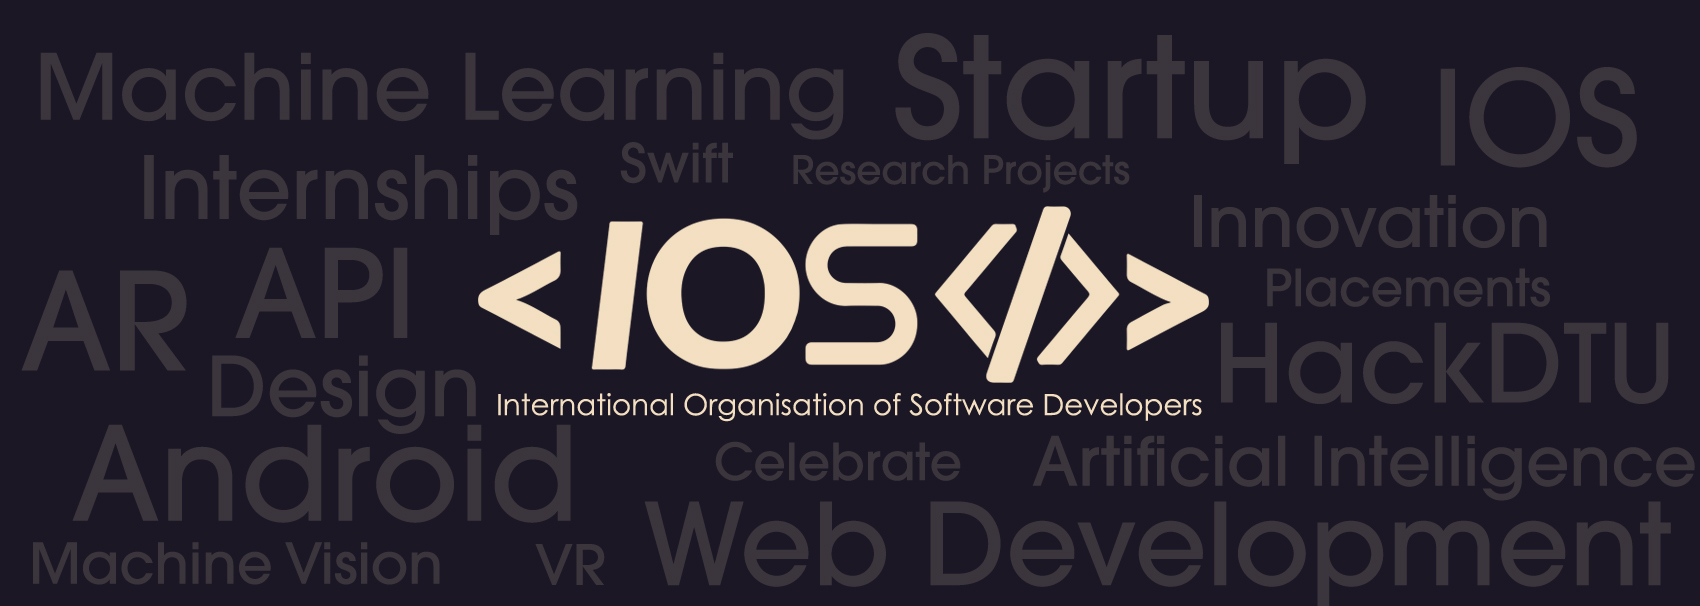 Machine Learning
Startup
IOS
Internships
Swift
Research Projects
Innovation
<IOS</>>
AR
API
Placements
HackDTU
Design
International Organisation of Software Developers
Android
Celebrate
Artificial Intelligence
Machine Vision
VR
Web Development